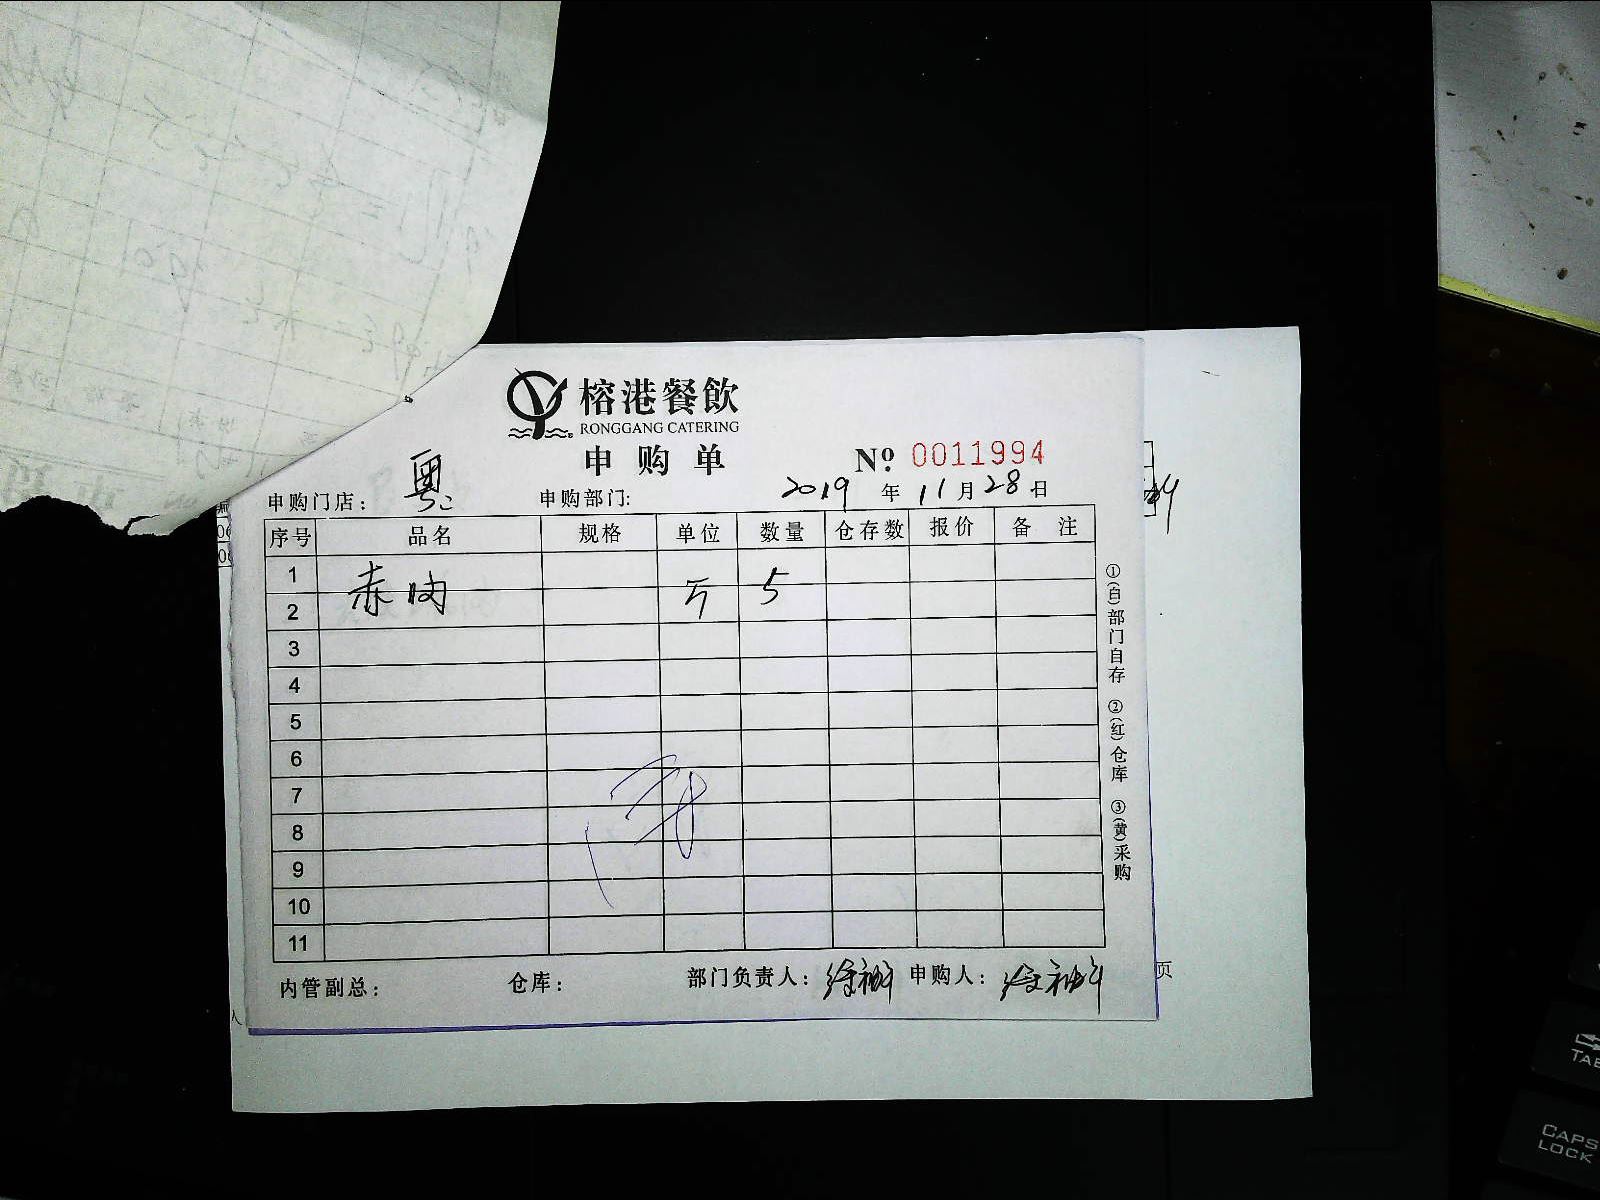 榕港餐飲
RONGGANG CATERING
申购单
Nº 0011994
申购门店: 粤 申购部门: 2019 年 11 月 28 日
序号 品名 规格 单位 数量 仓存数 报价 备注
1
2 赤肉 斤 5
3
4
5
6
7
8
9
10
11
①(白)部门自存 ②(红)仓库 ③(黄)采购
内管副总: 仓库: 部门负责人: 申购人:
页
TAB
CAPS
LOCK